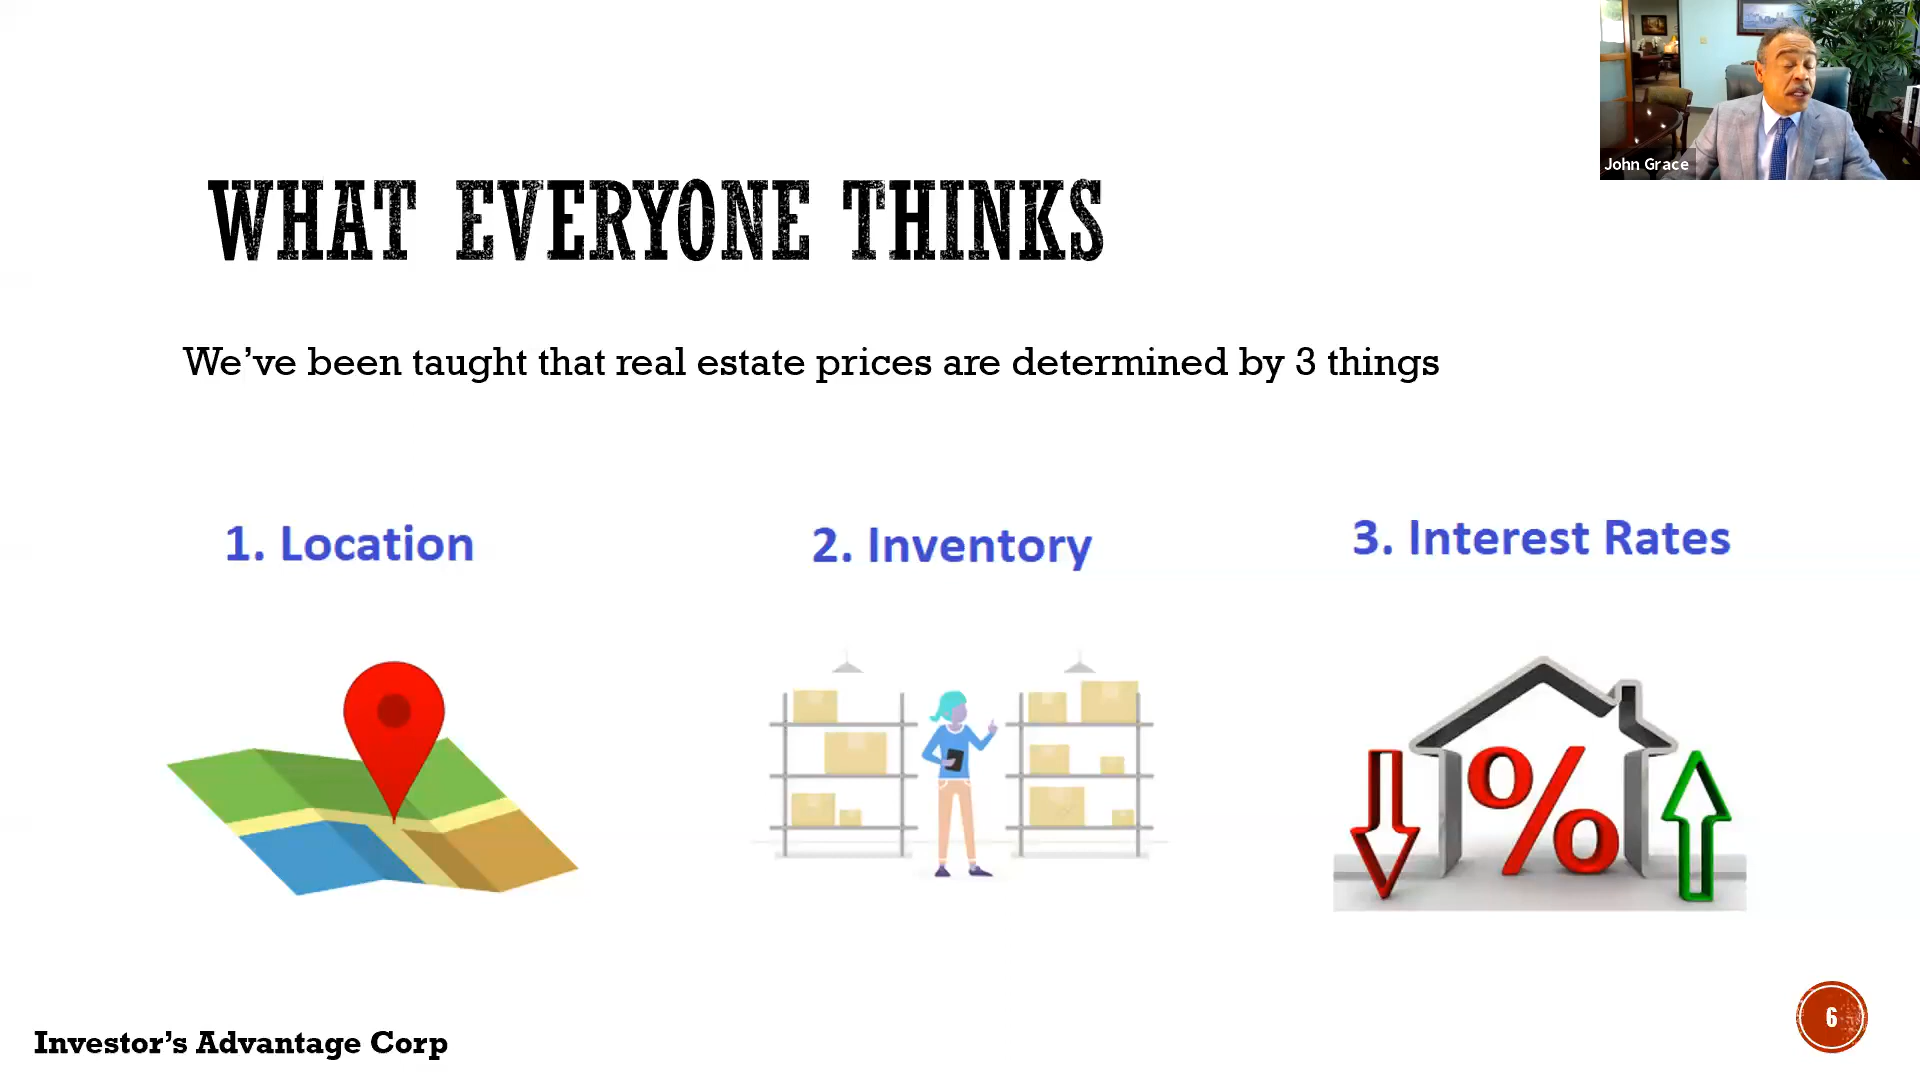 John Grace
WHAT EVERYONE THINKS
We've been taught that real estate prices are determined by 3 things
1. Location
2. Inventory
3. Interest Rates
%
6
Investor's Advantage Corp